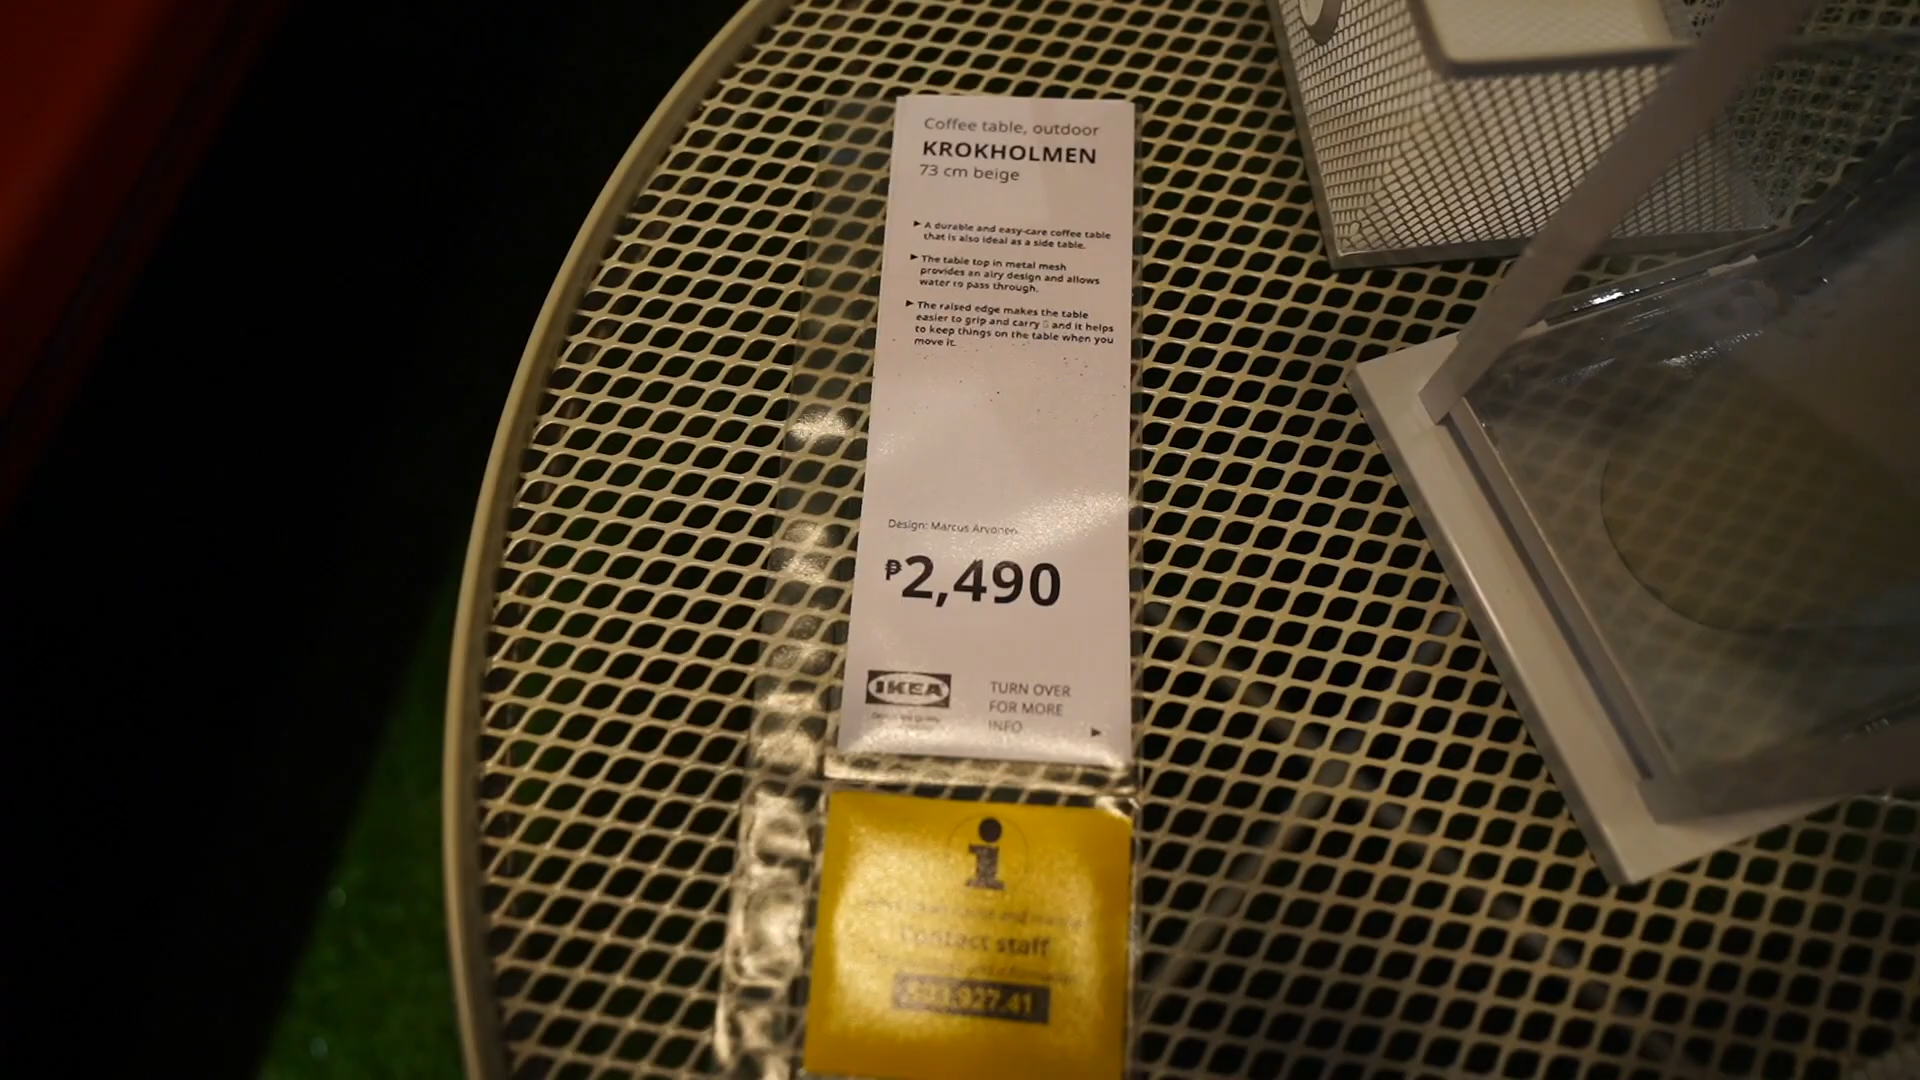 Coffee table, outdoor
KROKHOLMEN
73 cm beige
► A durable and easy-care coffee table
that is also ideal as a side table.
► The table top in metal mesh
provides an airy design and allows
water to pass through.
► The raised edge makes the table
easier to grip and carry and it helps
to keep things on the table when you
move it.
Design: Marcus Arvonen
₱2,490
IKEA
TURN OVER
FOR MORE
INFO ►
i
Contact staff